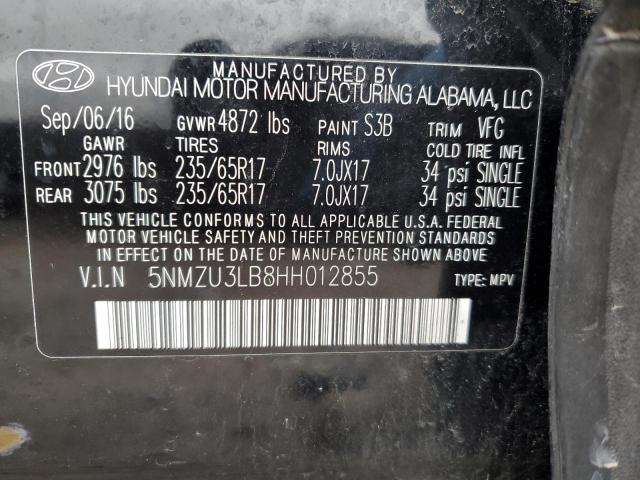 MANUFACTURED BY
HYUNDAI MOTOR MANUFACTURING ALABAMA, LLC
Sep/06/16 GVWR 4872 lbs PAINT S3B TRIM VFG
GAWR TIRES RIMS COLD TIRE INFL
FRONT 2976 lbs 235/65R17 7.0JX17 34 psi SINGLE
REAR 3075 lbs 235/65R17 7.0JX17 34 psi SINGLE
THIS VEHICLE CONFORMS TO ALL APPLICABLE U.S.A. FEDERAL
MOTOR VEHICLE SAFETY AND THEFT PREVENTION STANDARDS
IN EFFECT ON THE DATE OF MANUFACTURE SHOWN ABOVE.
V.I.N 5NMZU3LB8HH012855 TYPE: MPV